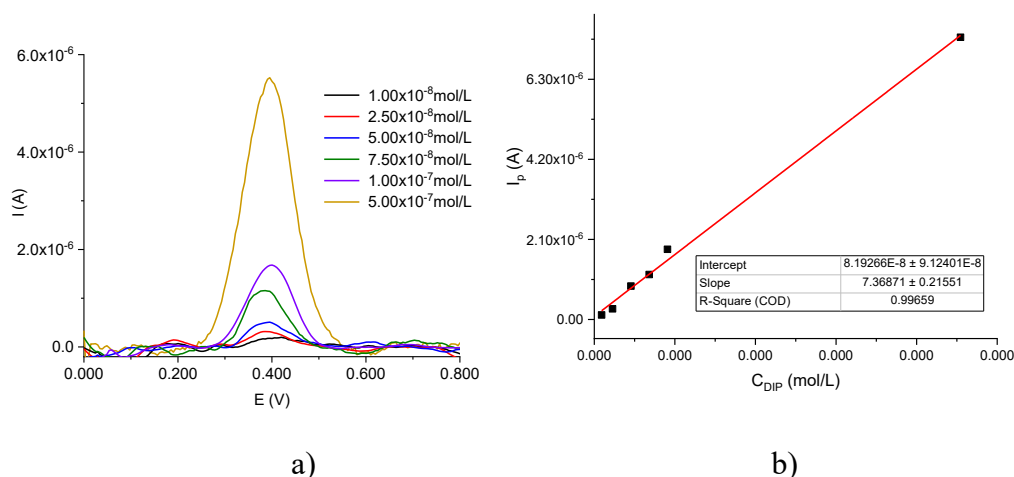 6.0x10⁻⁶
4.0x10⁻⁶
2.0x10⁻⁶
0.0
I (A)
0.000 0.200 0.400 0.600 0.800
E (V)
1.00x10⁻⁸mol/L
2.50x10⁻⁸mol/L
5.00x10⁻⁸mol/L
7.50x10⁻⁸mol/L
1.00x10⁻⁷mol/L
5.00x10⁻⁷mol/L
a)
6.30x10⁻⁶
4.20x10⁻⁶
2.10x10⁻⁶
0.00
Iₚ (A)
Intercept 8.19266E-8 ± 9.12401E-8
Slope 7.36871 ± 0.21551
R-Square (COD) 0.99659
0.000 0.000 0.000 0.000 0.000 0.000
C_DIP (mol/L)
b)